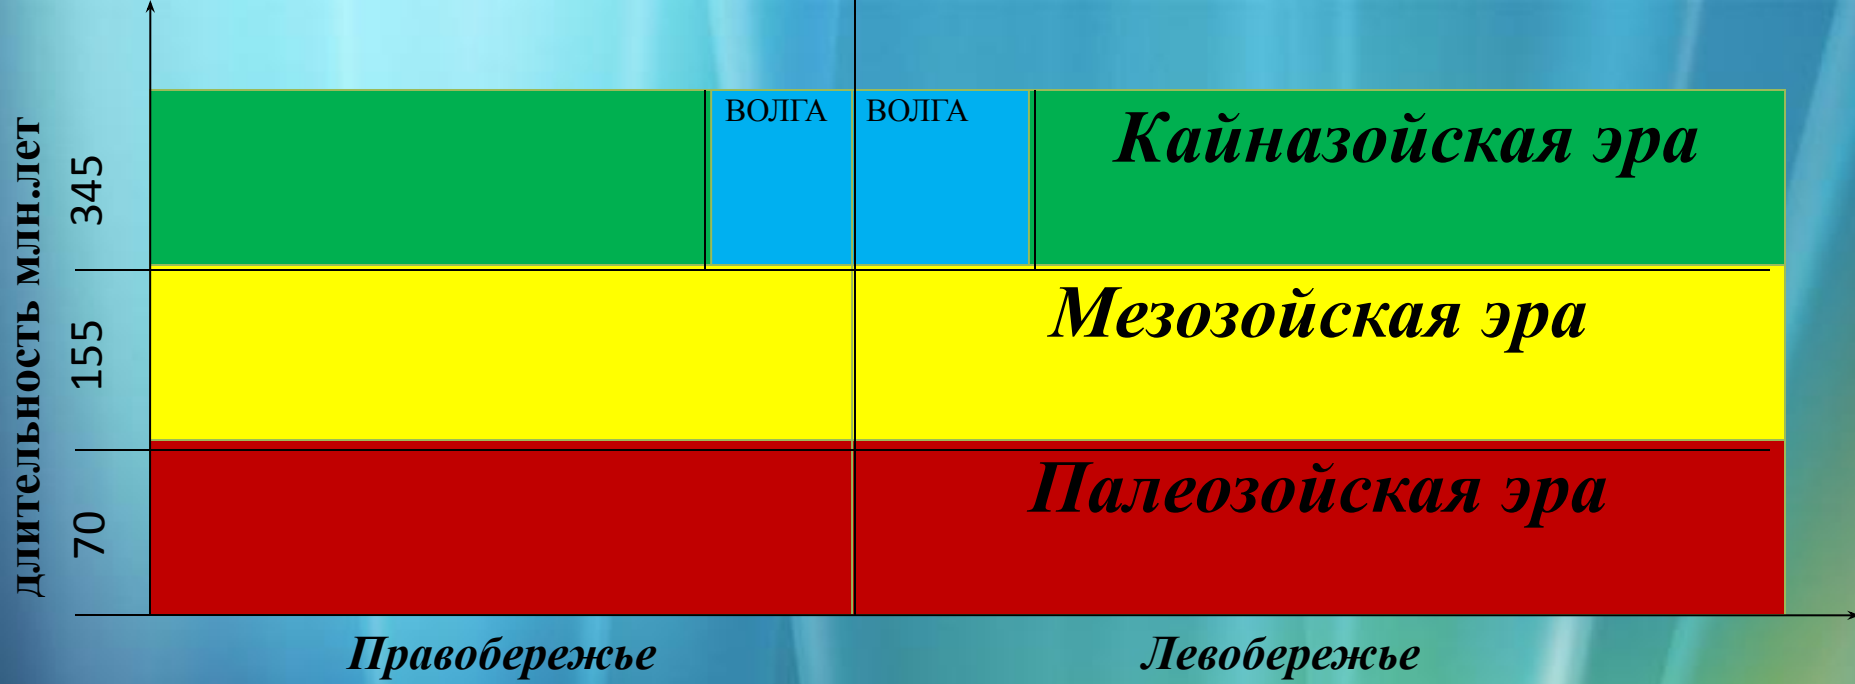 ВОЛГА ВОЛГА
Кайназойская эра
Мезозойская эра
Палеозойская эра
длительность млн.лет
345
155
70
Правобережье
Левобережье